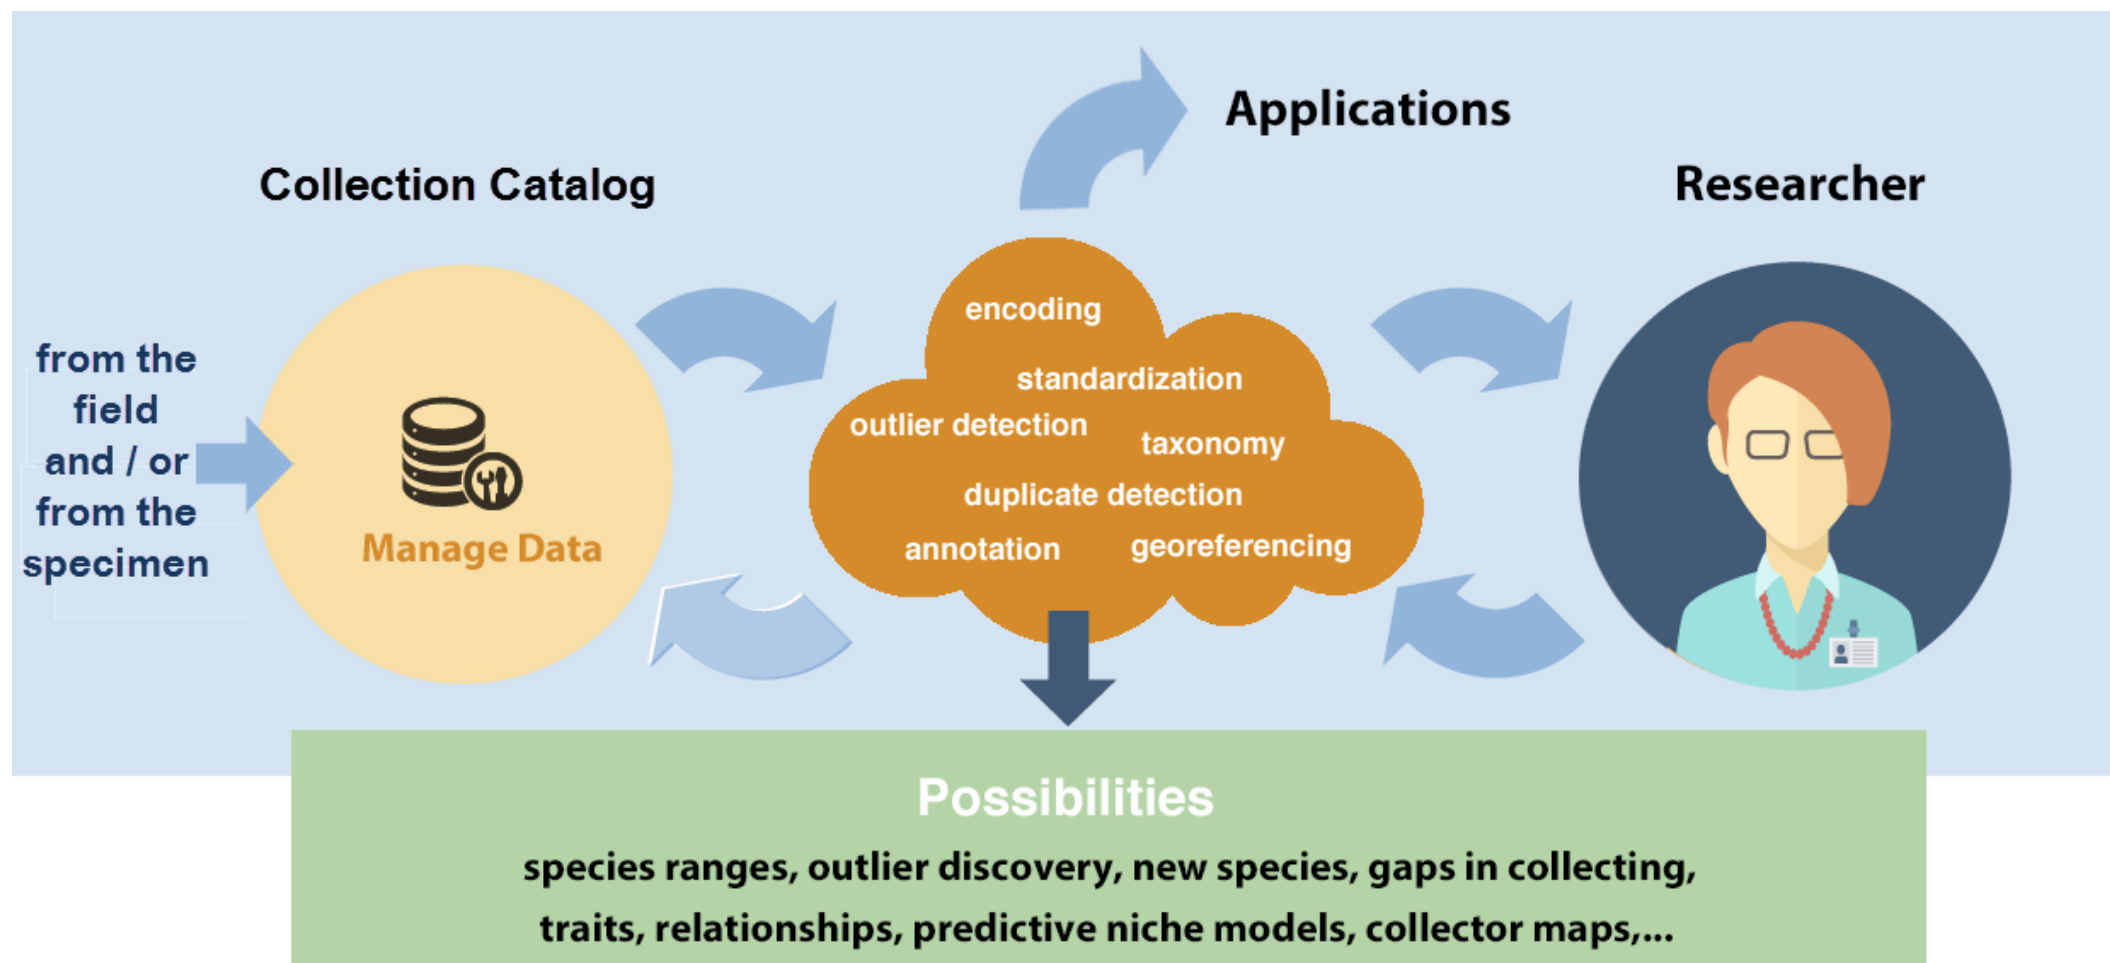 Applications
Collection Catalog
Researcher
from the
field
and / or
from the
specimen
Manage Data
encoding
standardization
outlier detection
taxonomy
duplicate detection
annotation
georeferencing
Possibilities
species ranges, outlier discovery, new species, gaps in collecting,
traits, relationships, predictive niche models, collector maps,...